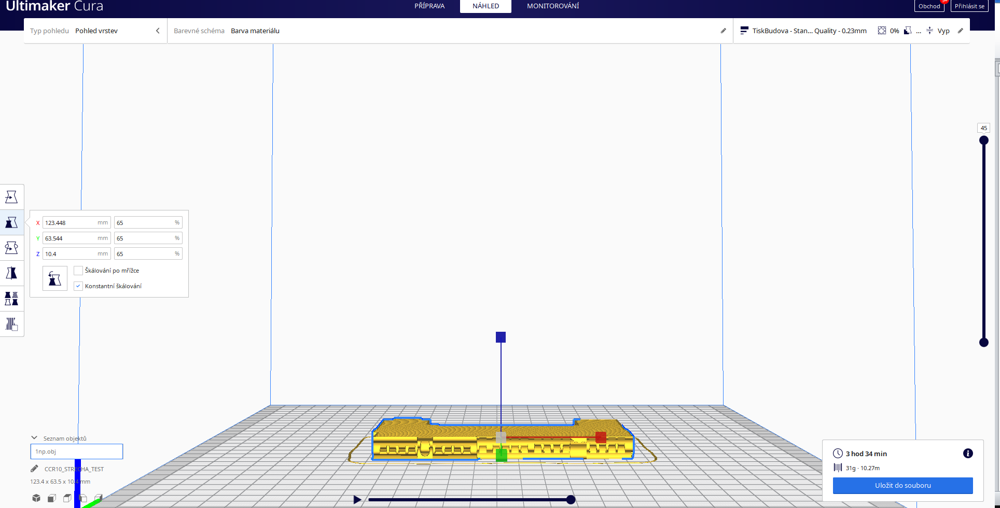 Ultimaker Cura
PŘÍPRAVA NÁHLED MONITOROVÁNÍ
Obchod 9+ Přihlásit se
Typ pohledu Pohled vrstev
Barevné schéma Barva materiálu
TiskBudova - Stan... Quality - 0.23mm 0% ... Vyp
45
X 123.448 mm 65 %
Y 63.544 mm 65 %
Z 10.4 mm 65 %
Škálování po mřížce
Konstantní škálování
Seznam objektů
1np.obj
CCR10_STRECHA_TEST
123.4 x 63.5 x 10.4 mm
3 hod 34 min
31g · 10.27m
Uložit do souboru